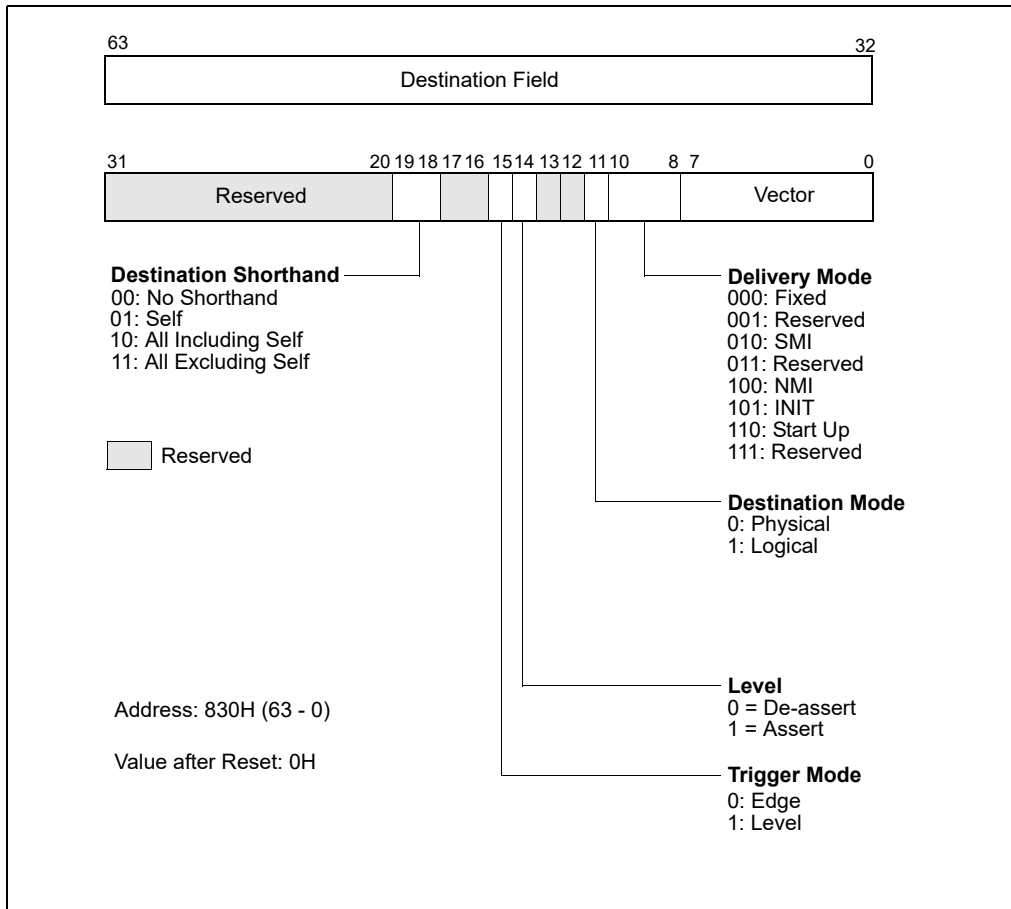 63 32
Destination Field
31 20 19 18 17 16 15 14 13 12 11 10 8 7 0
Reserved Vector
Destination Shorthand
00: No Shorthand
01: Self
10: All Including Self
11: All Excluding Self
Reserved
Delivery Mode
000: Fixed
001: Reserved
010: SMI
011: Reserved
100: NMI
101: INIT
110: Start Up
111: Reserved
Destination Mode
0: Physical
1: Logical
Level
0 = De-assert
1 = Assert
Address: 830H (63 - 0)
Value after Reset: 0H
Trigger Mode
0: Edge
1: Level